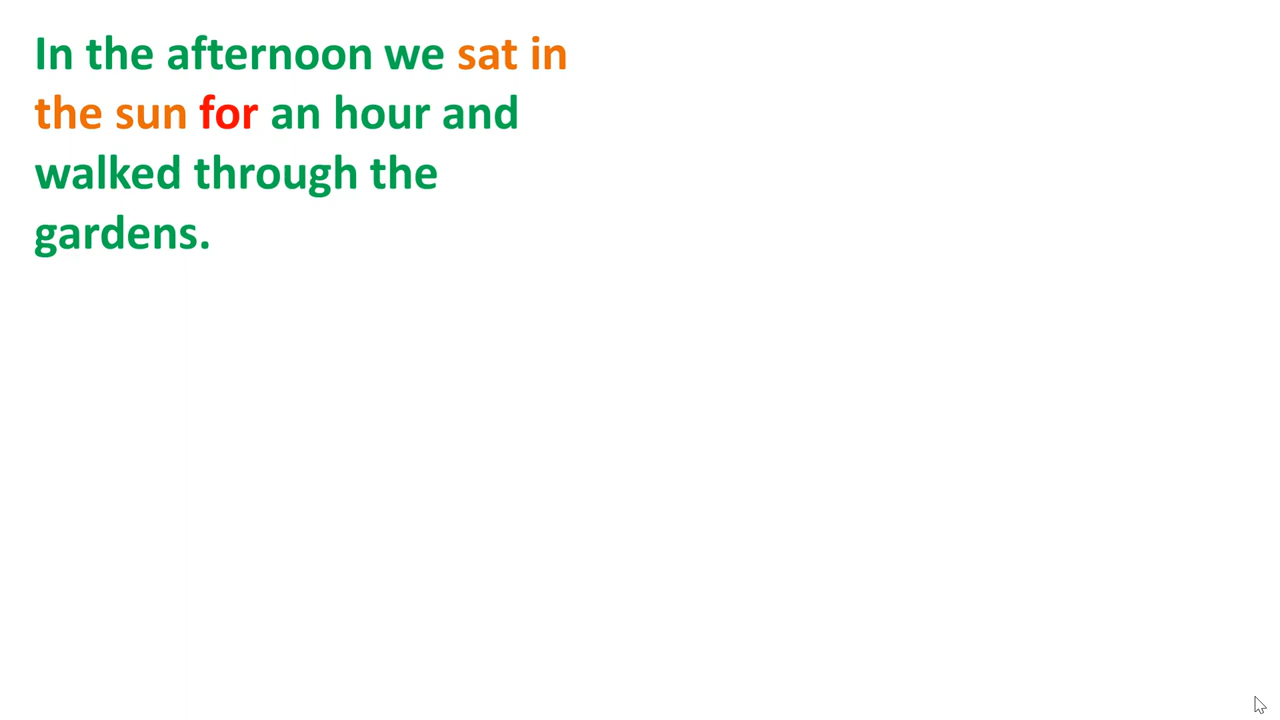 In the afternoon we sat in
the sun for an hour and
walked through the
gardens.